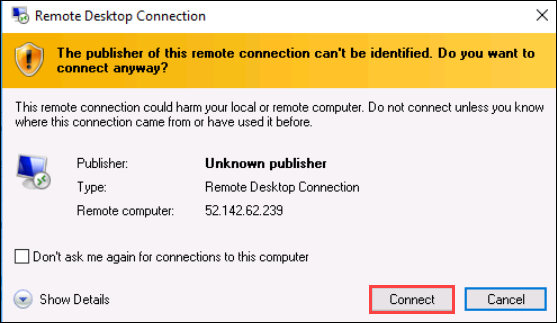 Remote Desktop Connection
The publisher of this remote connection can't be identified. Do you want to
connect anyway?
This remote connection could harm your local or remote computer. Do not connect unless you know
where this connection came from or have used it before.
Publisher: Unknown publisher
Type: Remote Desktop Connection
Remote computer: 52.142.62.239
Don't ask me again for connections to this computer
Show Details Connect Cancel